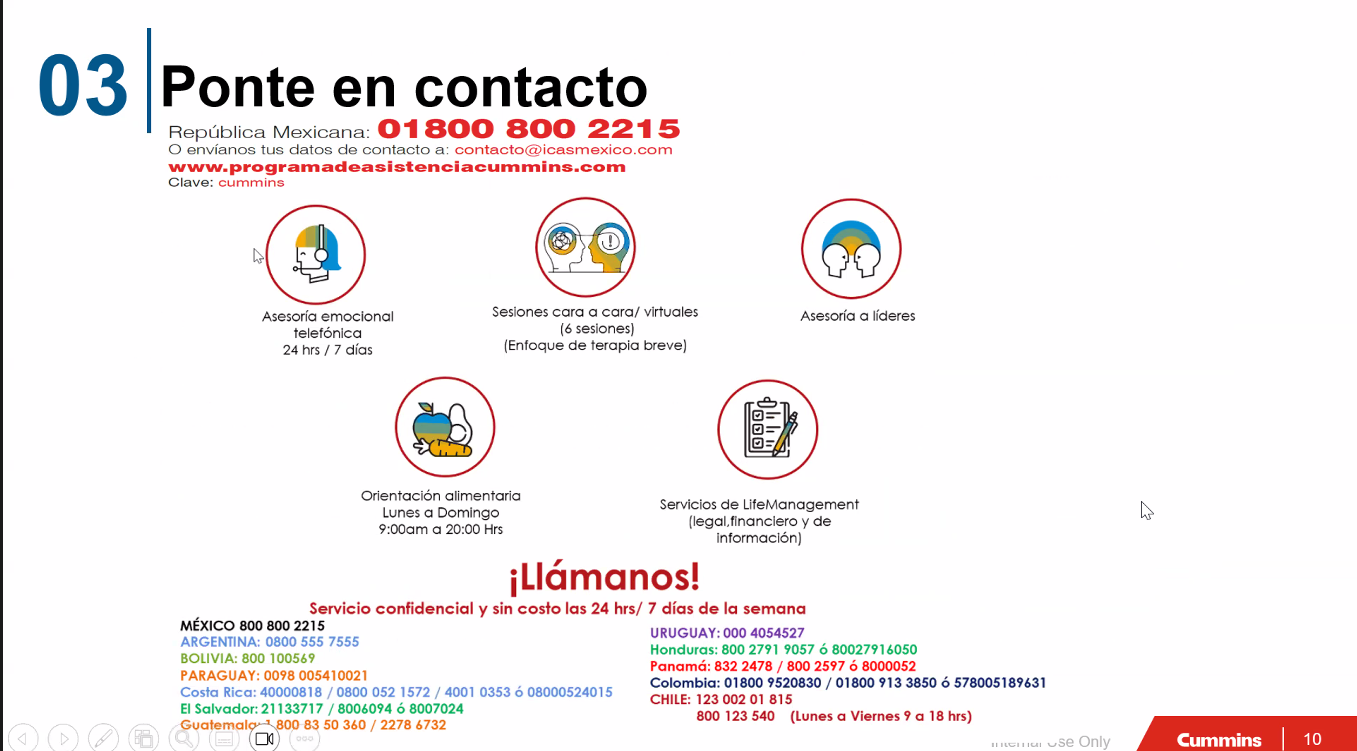 03
Ponte en contacto
República Mexicana: 01800 800 2215
O envíanos tus datos de contacto a: contacto@icasmexico.com
www.programadeasistenciacummins.com
Clave: cummins
Asesoría emocional
telefónica
24 hrs / 7 días
Sesiones cara a cara/ virtuales
(6 sesiones)
(Enfoque de terapia breve)
Asesoría a líderes
Orientación alimentaria
Lunes a Domingo
9:00am a 20:00 Hrs
Servicios de LifeManagement
(legal,financiero y de
información)
¡Llámanos!
Servicio confidencial y sin costo las 24 hrs/ 7 días de la semana
MÉXICO 800 800 2215
ARGENTINA: 0800 555 7555
BOLIVIA: 800 100569
PARAGUAY: 0098 005410021
Costa Rica: 40000818 / 0800 052 1572 / 4001 0353 ó 08000524015
El Salvador: 21133717 / 8006094 ó 8007024
Guatemala: 1 800 83 50 360 / 2278 6732
URUGUAY: 000 4054527
Honduras: 800 2791 9057 ó 80027916050
Panamá: 832 2478 / 800 2597 ó 8000052
Colombia: 01800 9520830 / 01800 913 3850 ó 578005189631
CHILE: 123 002 01 815
800 123 540 (Lunes a Viernes 9 a 18 hrs)
Internal Use Only
Cummins
10